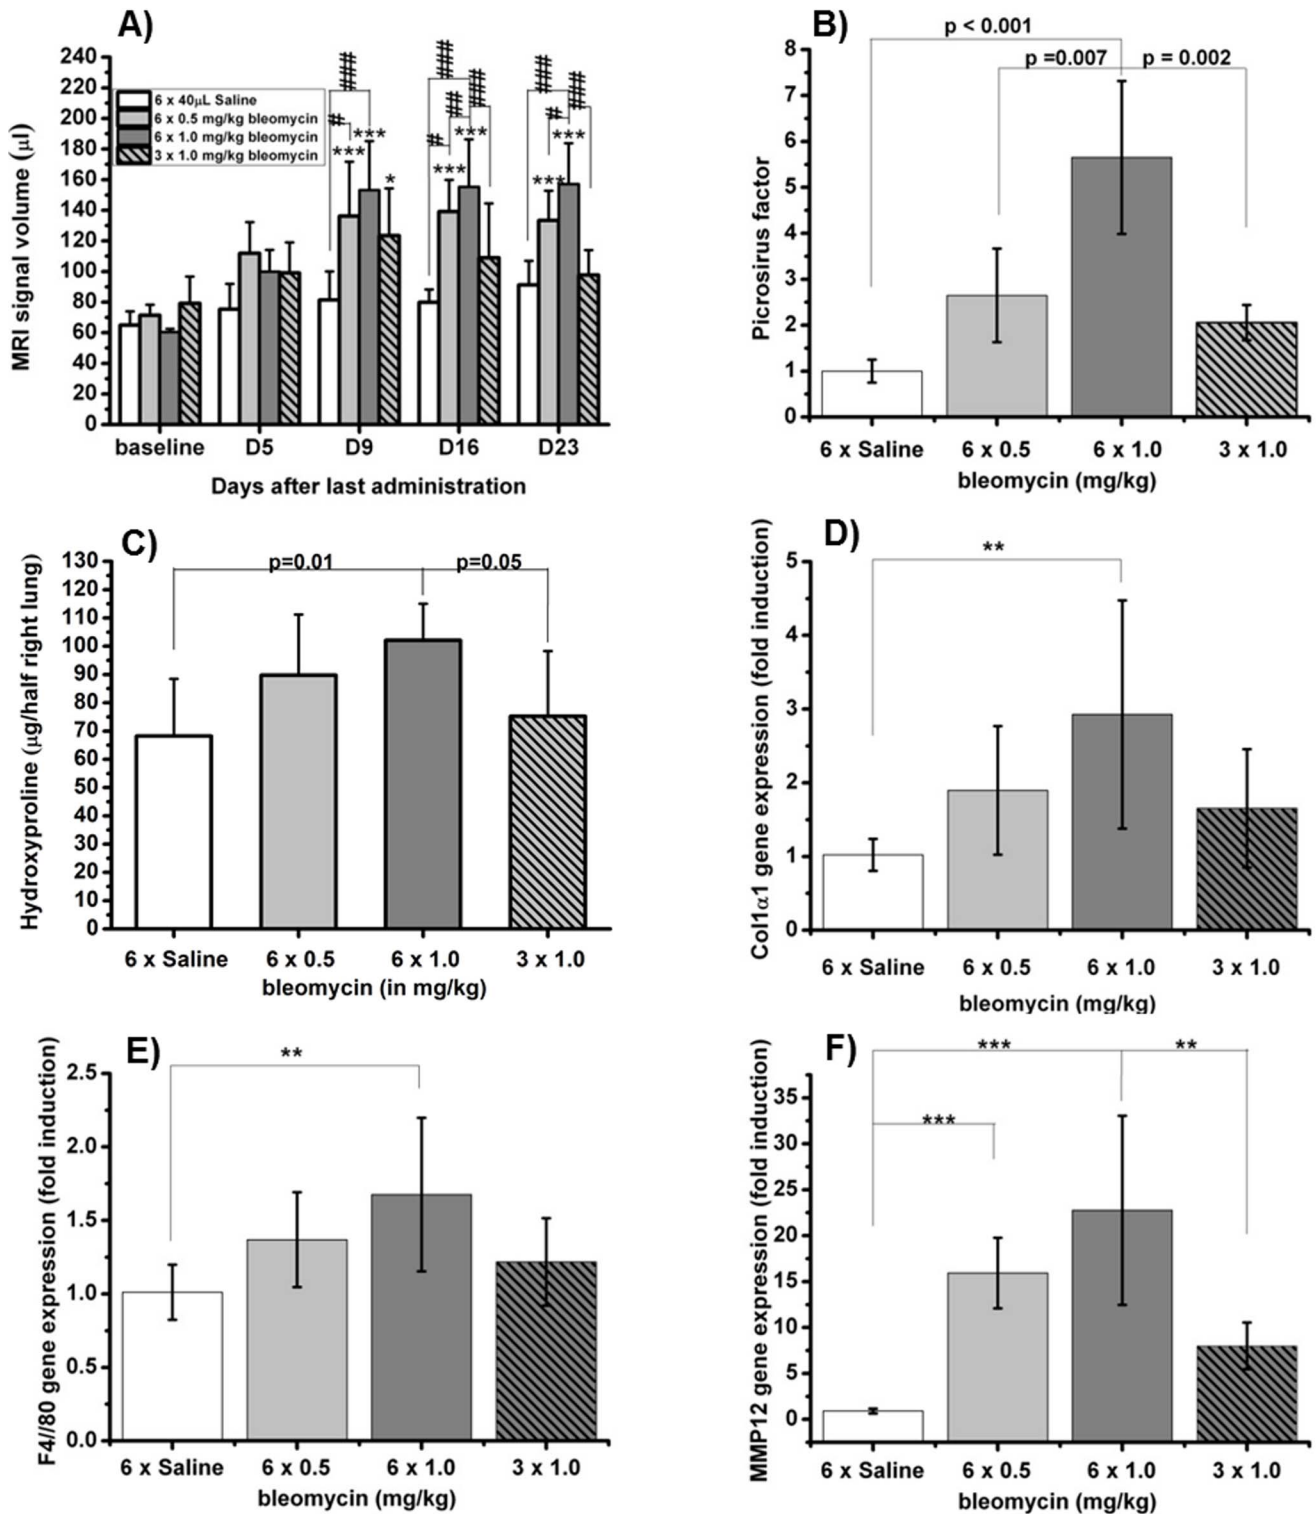 A)
MRI signal volume (μl)
240
220
200
180
160
140
120
100
80
60
40
20
0
6 x 40μL Saline
6 x 0.5 mg/kg bleomycin
6 x 1.0 mg/kg bleomycin
3 x 1.0 mg/kg bleomycin
# ### *** *** *
# ## ### ### *** ***
# ### ### *** ***
baseline D5 D9 D16 D23
Days after last administration
B)
Picrosirus factor
8
7
6
5
4
3
2
1
0
p < 0.001
p =0.007 p = 0.002
6 x Saline 6 x 0.5 6 x 1.0 3 x 1.0
bleomycin (mg/kg)
C)
Hydroxyproline (μg/half right lung)
130
120
110
100
90
80
70
60
50
40
30
20
10
0
p=0.01 p=0.05
6 x Saline 6 x 0.5 6 x 1.0 3 x 1.0
bleomycin (in mg/kg)
D)
Col1α1 gene expression (fold induction)
5
4
3
2
1
0
**
6 x Saline 6 x 0.5 6 x 1.0 3 x 1.0
bleomycin (mg/kg)
E)
F4//80 gene expression (fold induction)
2.5
2.0
1.5
1.0
0.5
0.0
**
6 x Saline 6 x 0.5 6 x 1.0 3 x 1.0
bleomycin (mg/kg)
F)
MMP12 gene expression (fold induction)
35
30
25
20
15
10
5
0
*** **
***
6 x Saline 6 x 0.5 6 x 1.0 3 x 1.0
bleomycin (mg/kg)